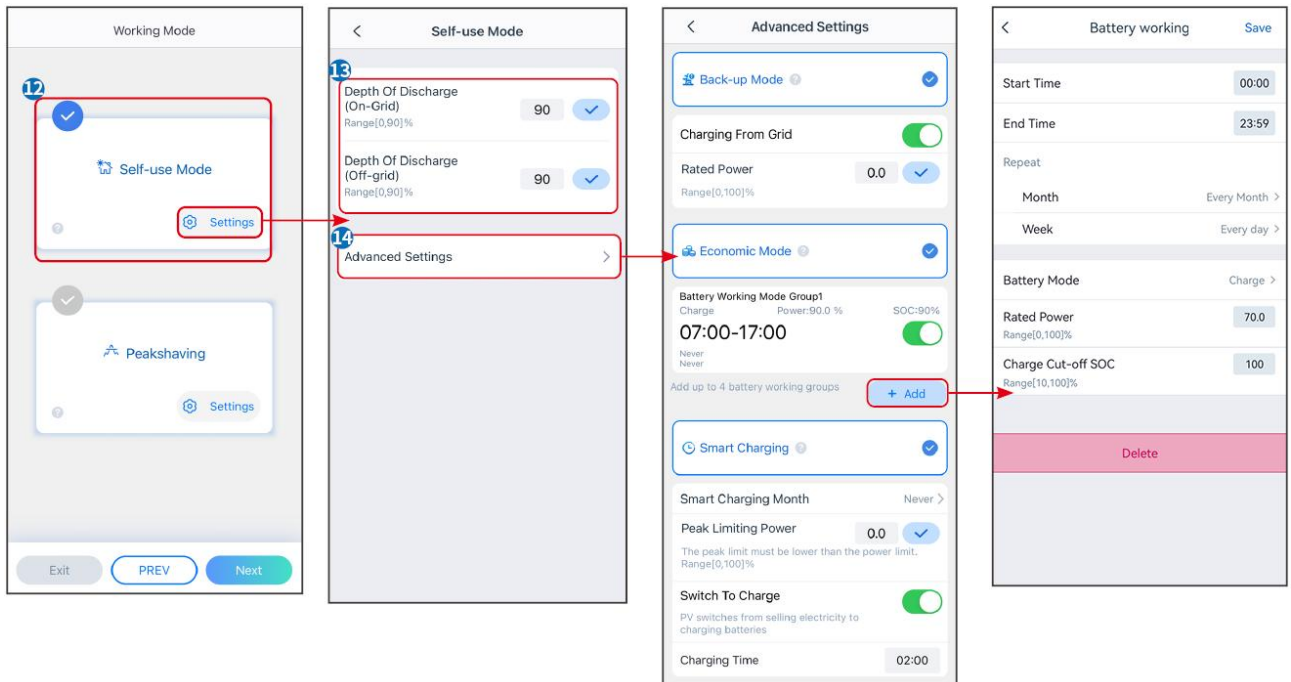 Working Mode
12
Self-use Mode
Settings
Peakshaving
Settings
Exit
PREV
Next
Self-use Mode
13
Depth Of Discharge
(On-Grid)
90
Range[0,90]%
Depth Of Discharge
(Off-grid)
90
Range[0,90]%
14
Advanced Settings
Advanced Settings
Back-up Mode ?
Charging From Grid
Rated Power
0.0
Range[0,100]%
Economic Mode ?
Battery Working Mode Group1
Charge Power:90.0 % SOC:90%
07:00-17:00
Never
Never
Add up to 4 battery working groups
+ Add
Smart Charging ?
Smart Charging Month Never >
Peak Limiting Power
0.0
The peak limit must be lower than the power limit.
Range[0,100]%
Switch To Charge
PV switches from selling electricity to
charging batteries
Charging Time 02:00
Battery working Save
Start Time 00:00
End Time 23:59
Repeat
Month Every Month >
Week Every day >
Battery Mode Charge >
Rated Power 70.0
Range[0,100]%
Charge Cut-off SOC 100
Range[10,100]%
Delete